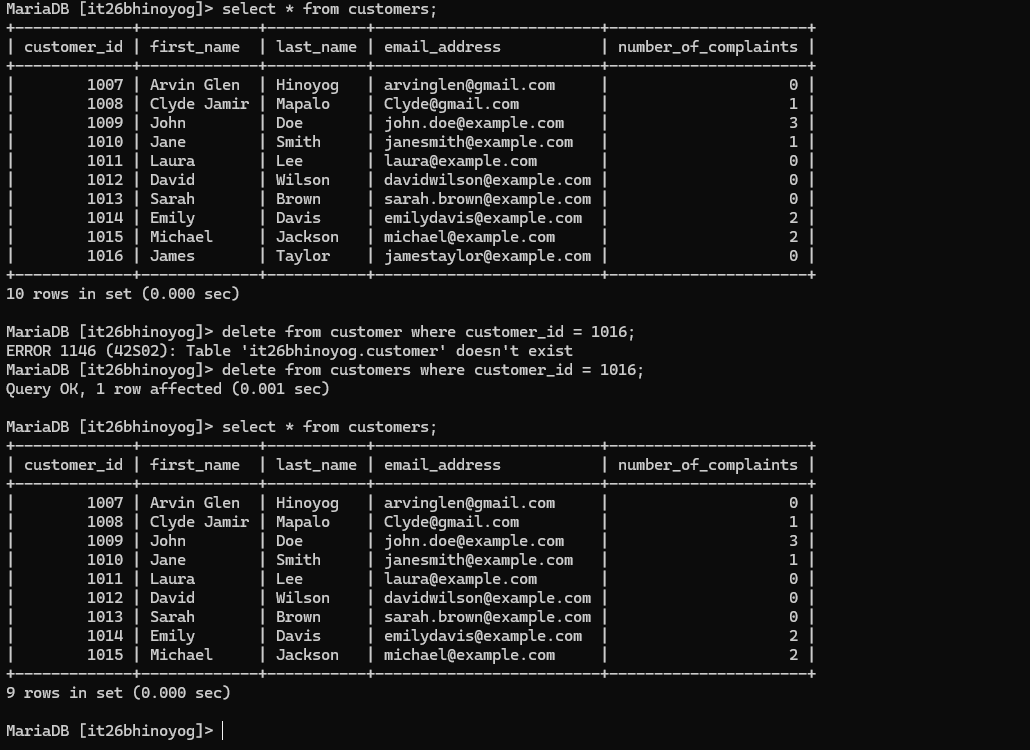 MariaDB [it26bhinoyog]> select * from customers;
+-------------+-------------+-----------+-------------------------+----------------------+
| customer_id | first_name  | last_name | email_address           | number_of_complaints |
+-------------+-------------+-----------+-------------------------+----------------------+
|        1007 | Arvin Glen  | Hinoyog   | arvinglen@gmail.com     |                    0 |
|        1008 | Clyde Jamir | Mapalo    | Clyde@gmail.com         |                    1 |
|        1009 | John        | Doe       | john.doe@example.com    |                    3 |
|        1010 | Jane        | Smith     | janesmith@example.com   |                    1 |
|        1011 | Laura       | Lee       | laura@example.com       |                    0 |
|        1012 | David       | Wilson    | davidwilson@example.com |                    0 |
|        1013 | Sarah       | Brown     | sarah.brown@example.com |                    0 |
|        1014 | Emily       | Davis     | emilydavis@example.com  |                    2 |
|        1015 | Michael     | Jackson   | michael@example.com     |                    2 |
|        1016 | James       | Taylor    | jamestaylor@example.com |                    0 |
+-------------+-------------+-----------+-------------------------+----------------------+
10 rows in set (0.000 sec)

MariaDB [it26bhinoyog]> delete from customer where customer_id = 1016;
ERROR 1146 (42S02): Table 'it26bhinoyog.customer' doesn't exist
MariaDB [it26bhinoyog]> delete from customers where customer_id = 1016;
Query OK, 1 row affected (0.001 sec)

MariaDB [it26bhinoyog]> select * from customers;
+-------------+-------------+-----------+-------------------------+----------------------+
| customer_id | first_name  | last_name | email_address           | number_of_complaints |
+-------------+-------------+-----------+-------------------------+----------------------+
|        1007 | Arvin Glen  | Hinoyog   | arvinglen@gmail.com     |                    0 |
|        1008 | Clyde Jamir | Mapalo    | Clyde@gmail.com         |                    1 |
|        1009 | John        | Doe       | john.doe@example.com    |                    3 |
|        1010 | Jane        | Smith     | janesmith@example.com   |                    1 |
|        1011 | Laura       | Lee       | laura@example.com       |                    0 |
|        1012 | David       | Wilson    | davidwilson@example.com |                    0 |
|        1013 | Sarah       | Brown     | sarah.brown@example.com |                    0 |
|        1014 | Emily       | Davis     | emilydavis@example.com  |                    2 |
|        1015 | Michael     | Jackson   | michael@example.com     |                    2 |
+-------------+-------------+-----------+-------------------------+----------------------+
9 rows in set (0.000 sec)

MariaDB [it26bhinoyog]>